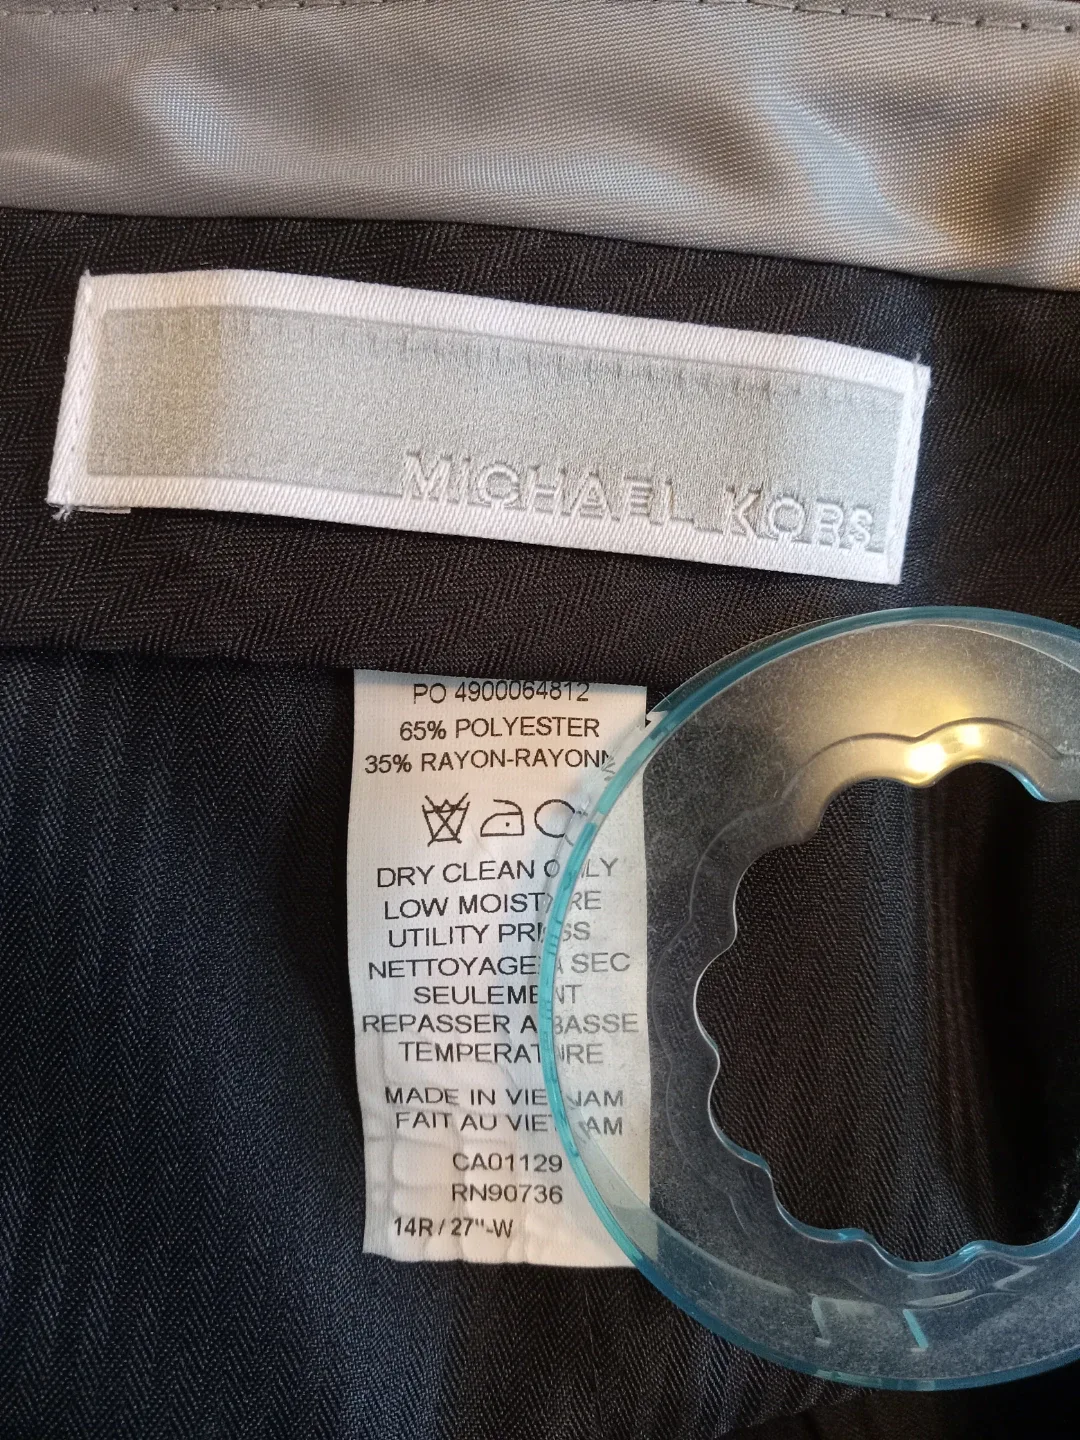 MICHAEL KORS
PO 4900064812
65% POLYESTER
35% RAYON-RAYONN
DRY CLEAN ONLY
LOW MOISTURE
UTILITY PRESS
NETTOYAGE A SEC
SEULEMENT
REPASSER A BASSE
TEMPERATURE
MADE IN VIETNAM
FAIT AU VIETNAM
CA01129
RN90736
14R / 27"-W